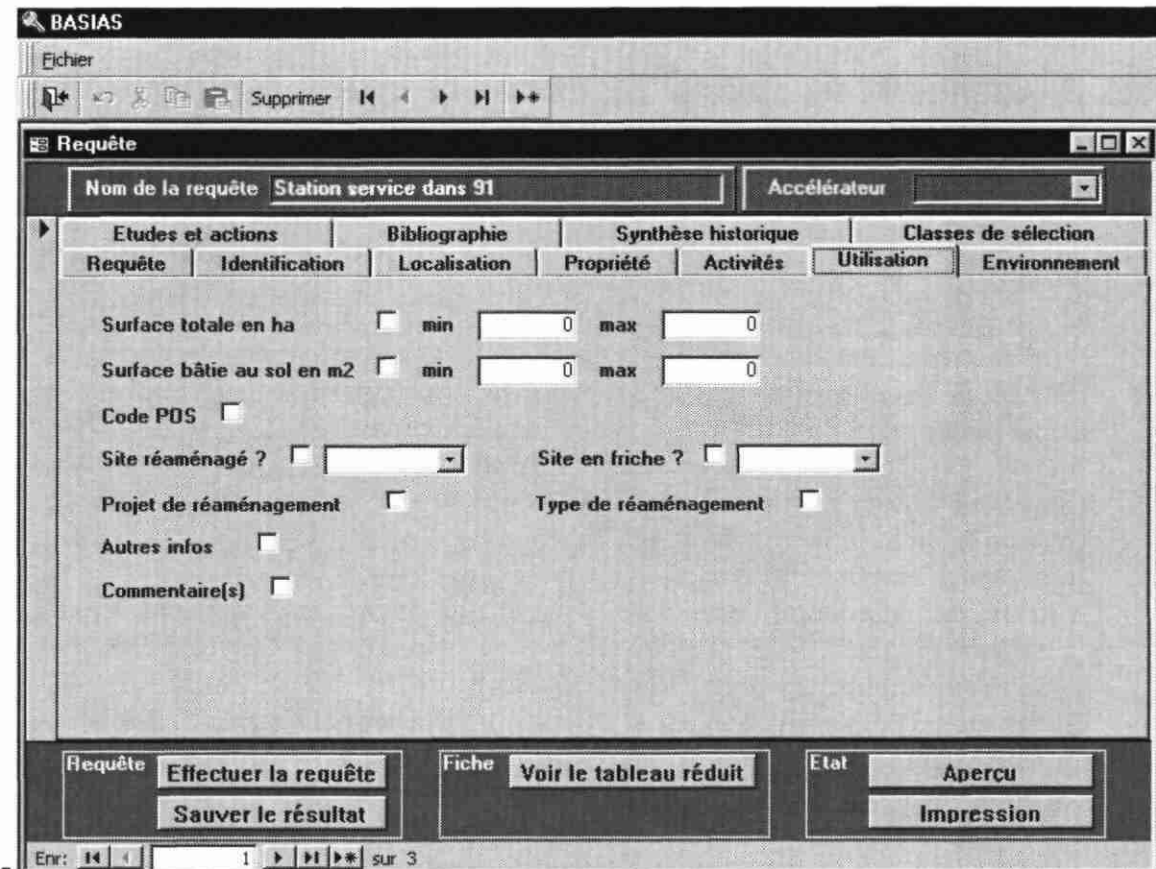 BASIAS
Fichier
Supprimer
Requête
Nom de la requête Station service dans 91 Accélérateur
Etudes et actions Bibliographie Synthèse historique Classes de sélection
Requête Identification Localisation Propriété Activités Utilisation Environnement
Surface totale en ha min 0 max 0
Surface bâtie au sol en m2 min 0 max 0
Code POS
Site réaménagé ? Site en friche ?
Projet de réaménagement Type de réaménagement
Autres infos
Commentaire(s)
Requête Effectuer la requête Fiche Voir le tableau réduit Etat Aperçu
Sauver le résultat Impression
Enr: 1 sur 3